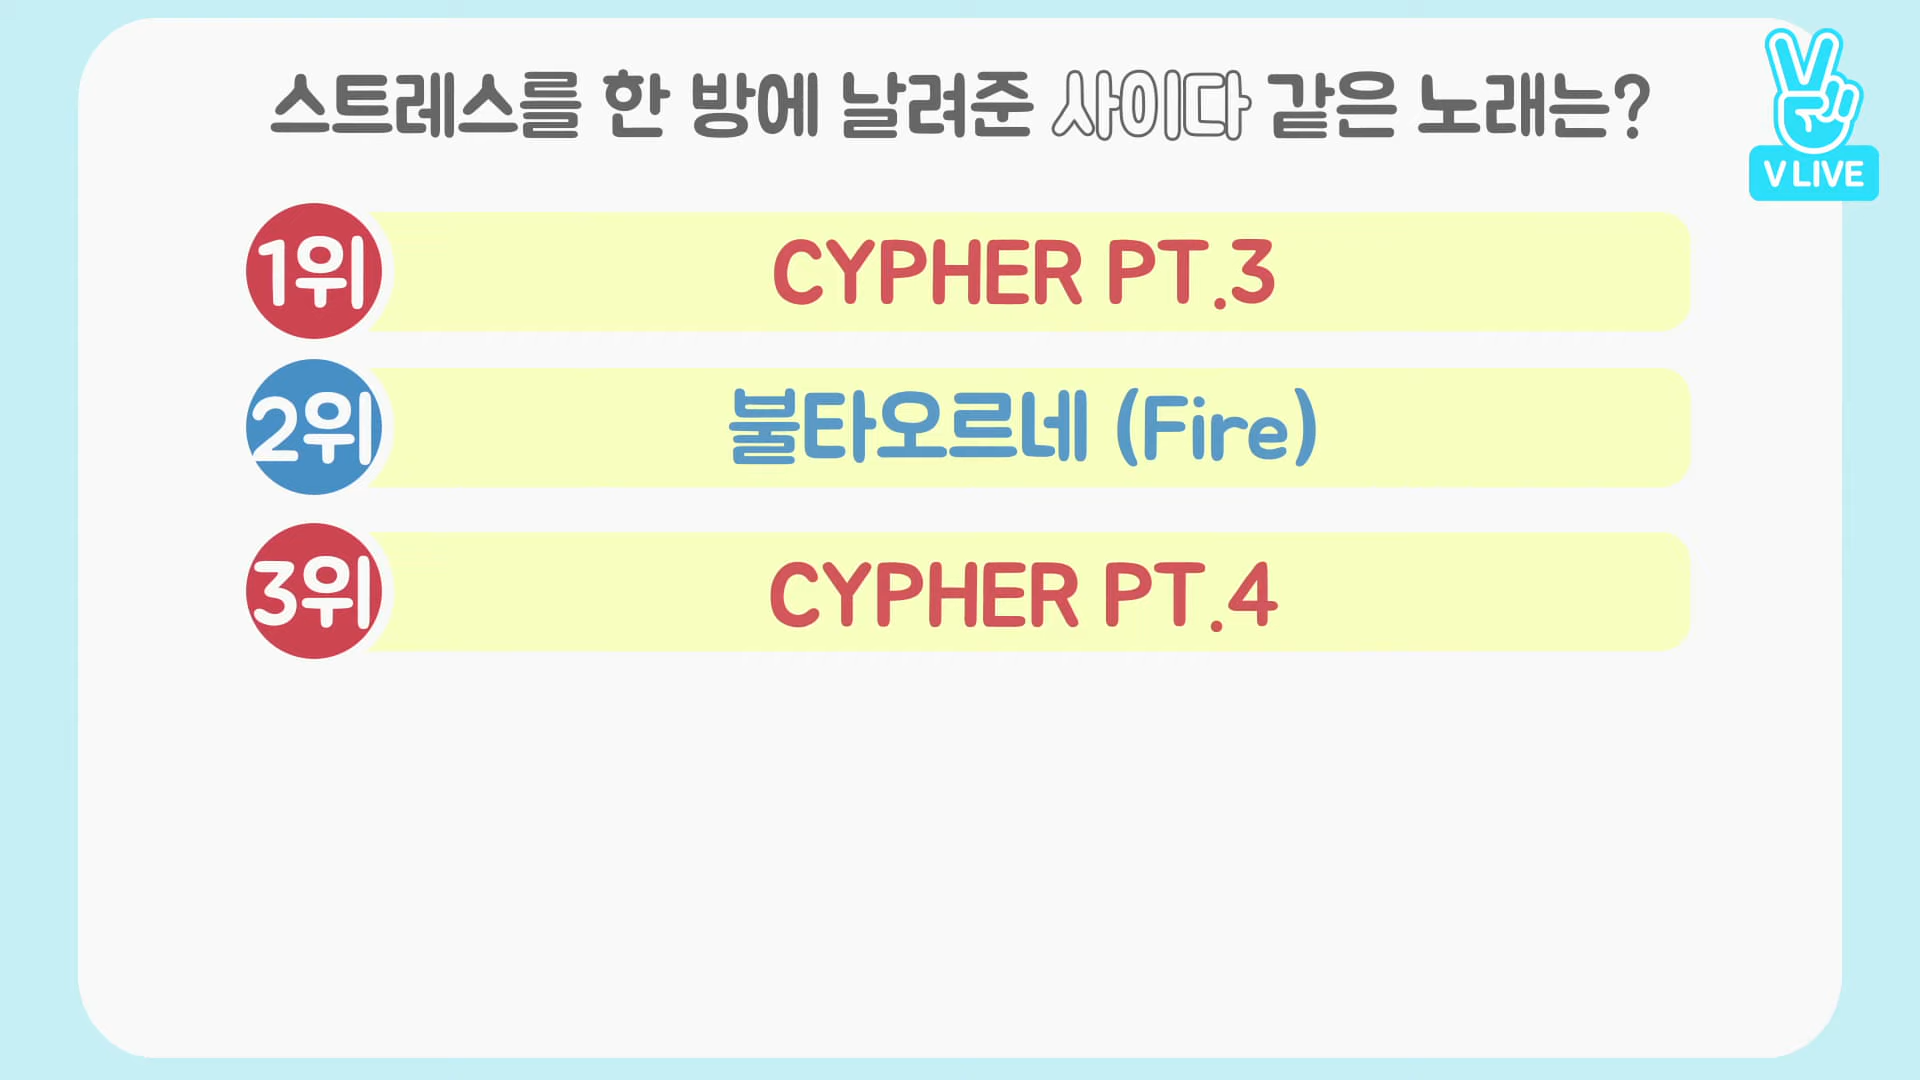 스트레스를 한 방에 날려준 사이다 같은 노래는?
V LIVE
1위 CYPHER PT.3
2위 불타오르네 (Fire)
3위 CYPHER PT.4